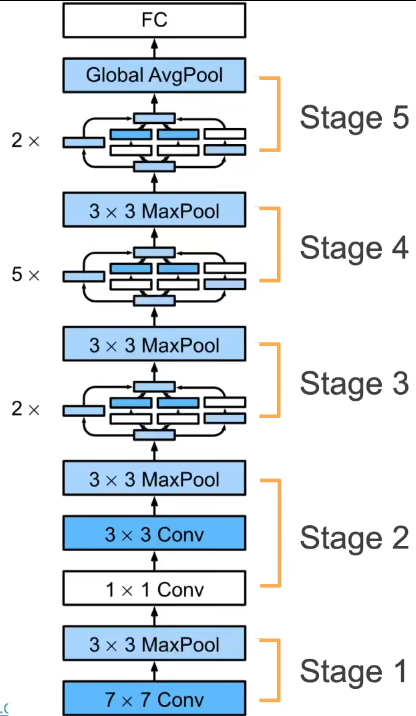 FC
Global AvgPool
2 ×
Stage 5
3 × 3 MaxPool
5 ×
Stage 4
3 × 3 MaxPool
2 ×
Stage 3
3 × 3 MaxPool
3 × 3 Conv
1 × 1 Conv
Stage 2
3 × 3 MaxPool
7 × 7 Conv
Stage 1